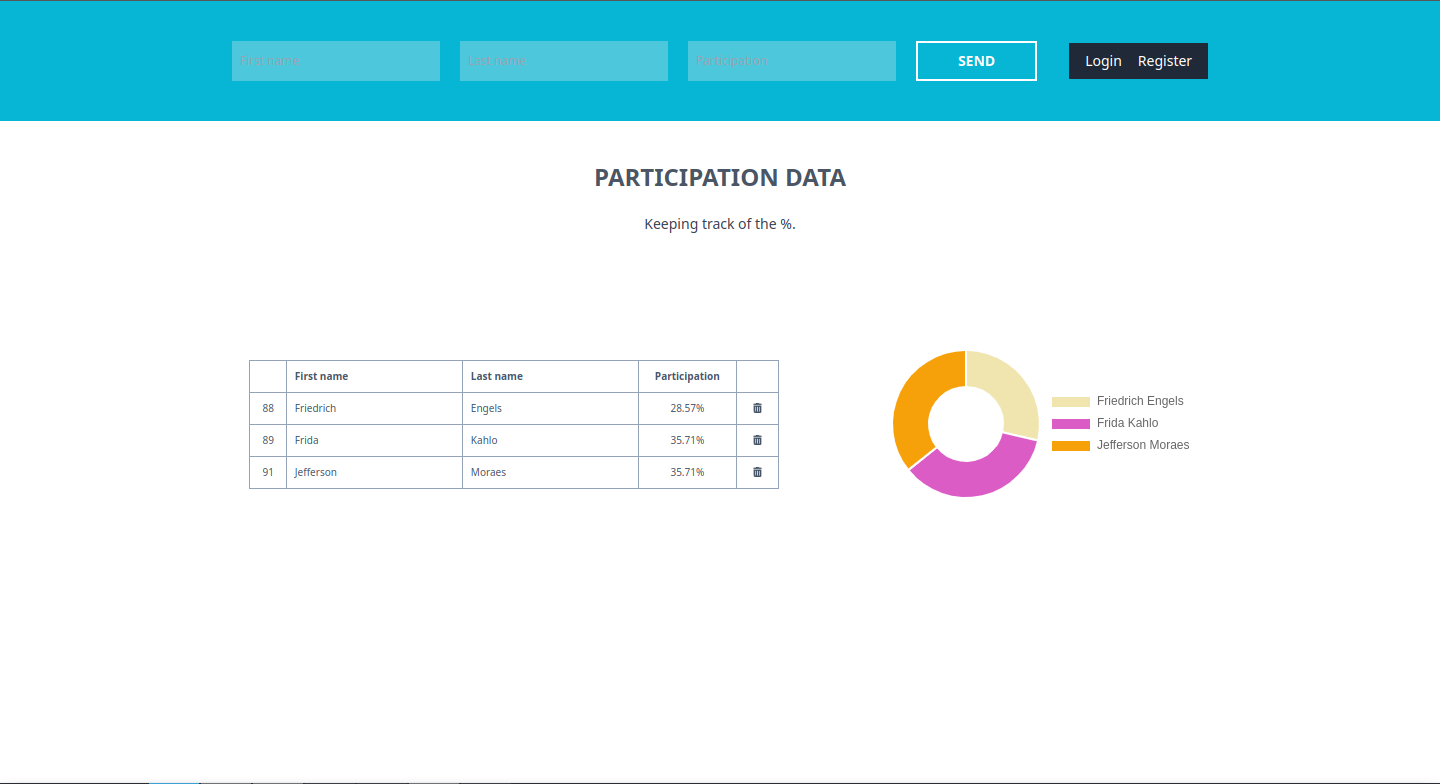 First name Last name Participation SEND Login Register
PARTICIPATION DATA
Keeping track of the %.
First name Last name Participation
88 Friedrich Engels 28.57%
89 Frida Kahlo 35.71%
91 Jefferson Moraes 35.71%
Friedrich Engels
Frida Kahlo
Jefferson Moraes